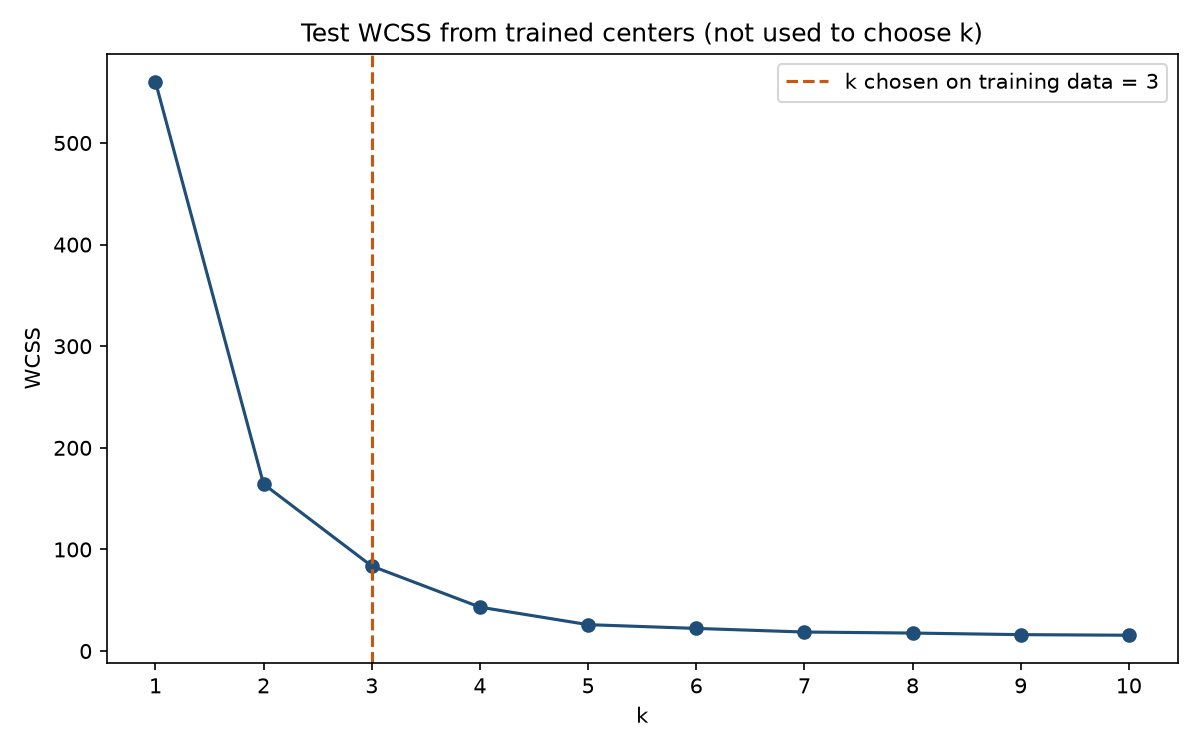 Test WCSS from trained centers (not used to choose k)
k chosen on training data = 3
500
400
300
200
100
0
WCSS
1 2 3 4 5 6 7 8 9 10
k